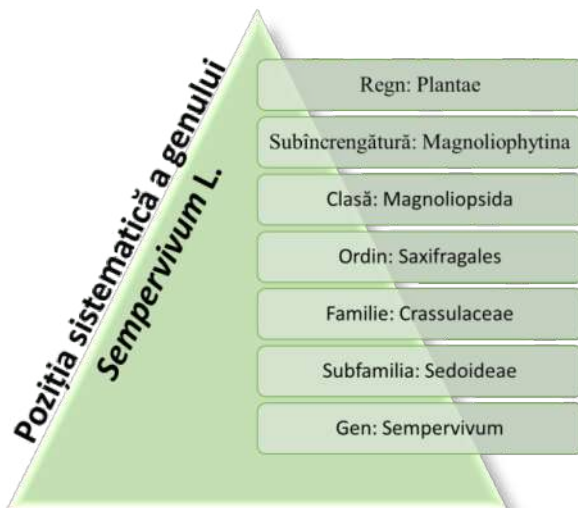 Poziția sistematică a genului
Sempervivum L.
Regn: Plantae
Subîncrengătură: Magnoliophytina
Clasă: Magnoliopsida
Ordin: Saxifragales
Familie: Crassulaceae
Subfamilia: Sedoideae
Gen: Sempervivum